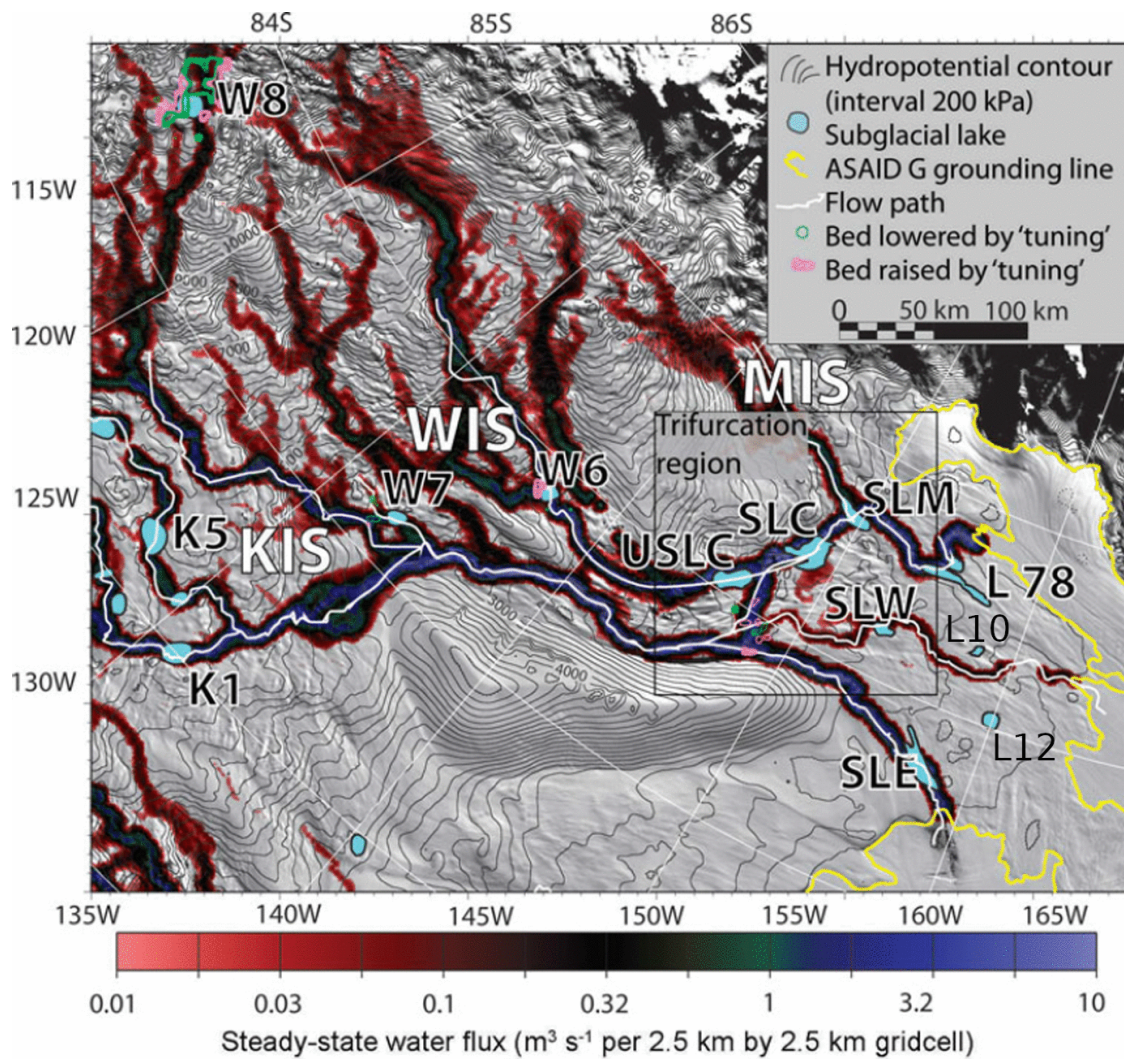 84S
85S
86S
Hydropotential contour
(interval 200 kPa)
Subglacial lake
ASAID G grounding line
Flow path
Bed lowered by 'tuning'
Bed raised by 'tuning'
0 50 km 100 km
W8
115W
10000
120W
7000
MIS
WIS
Trifurcation
region
W7
W6
125W
SLM
SLC
K5
KIS
USLC
L 78
SLW
L10
130W
K1
5000
4000
L12
SLE
135W
140W
145W
150W
155W
160W
165W
0.01
0.03
0.1
0.32
1
3.2
10
Steady-state water flux (m³ s⁻¹ per 2.5 km by 2.5 km gridcell)